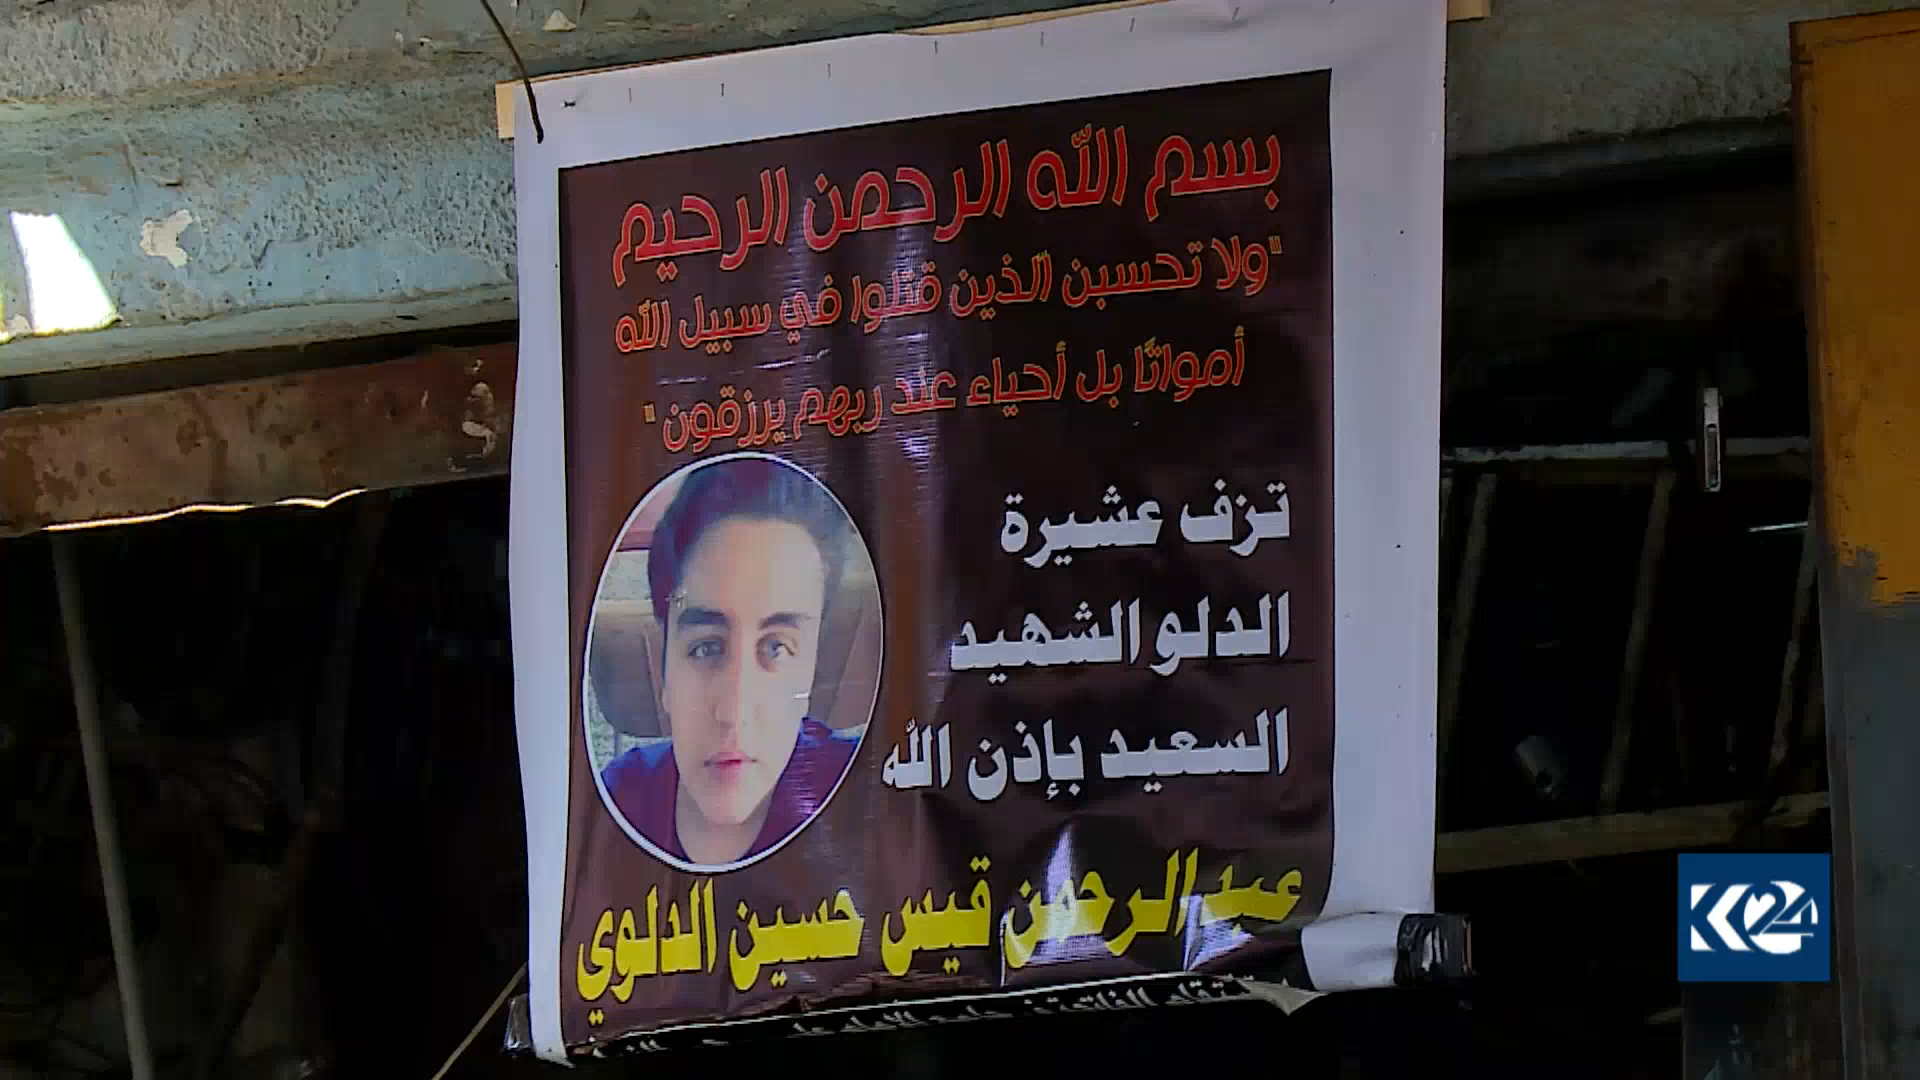 بسم الله الرحمن الرحيم
"ولا تحسبن الذين قتلوا في سبيل الله
أمواتًا بل أحياء عند ربهم يرزقون"
تزف عشيرة
الدلو الشهيد
السعيد بإذن الله
عبد الرحمن قيس حسين الدلوي
الفاتحة
K24